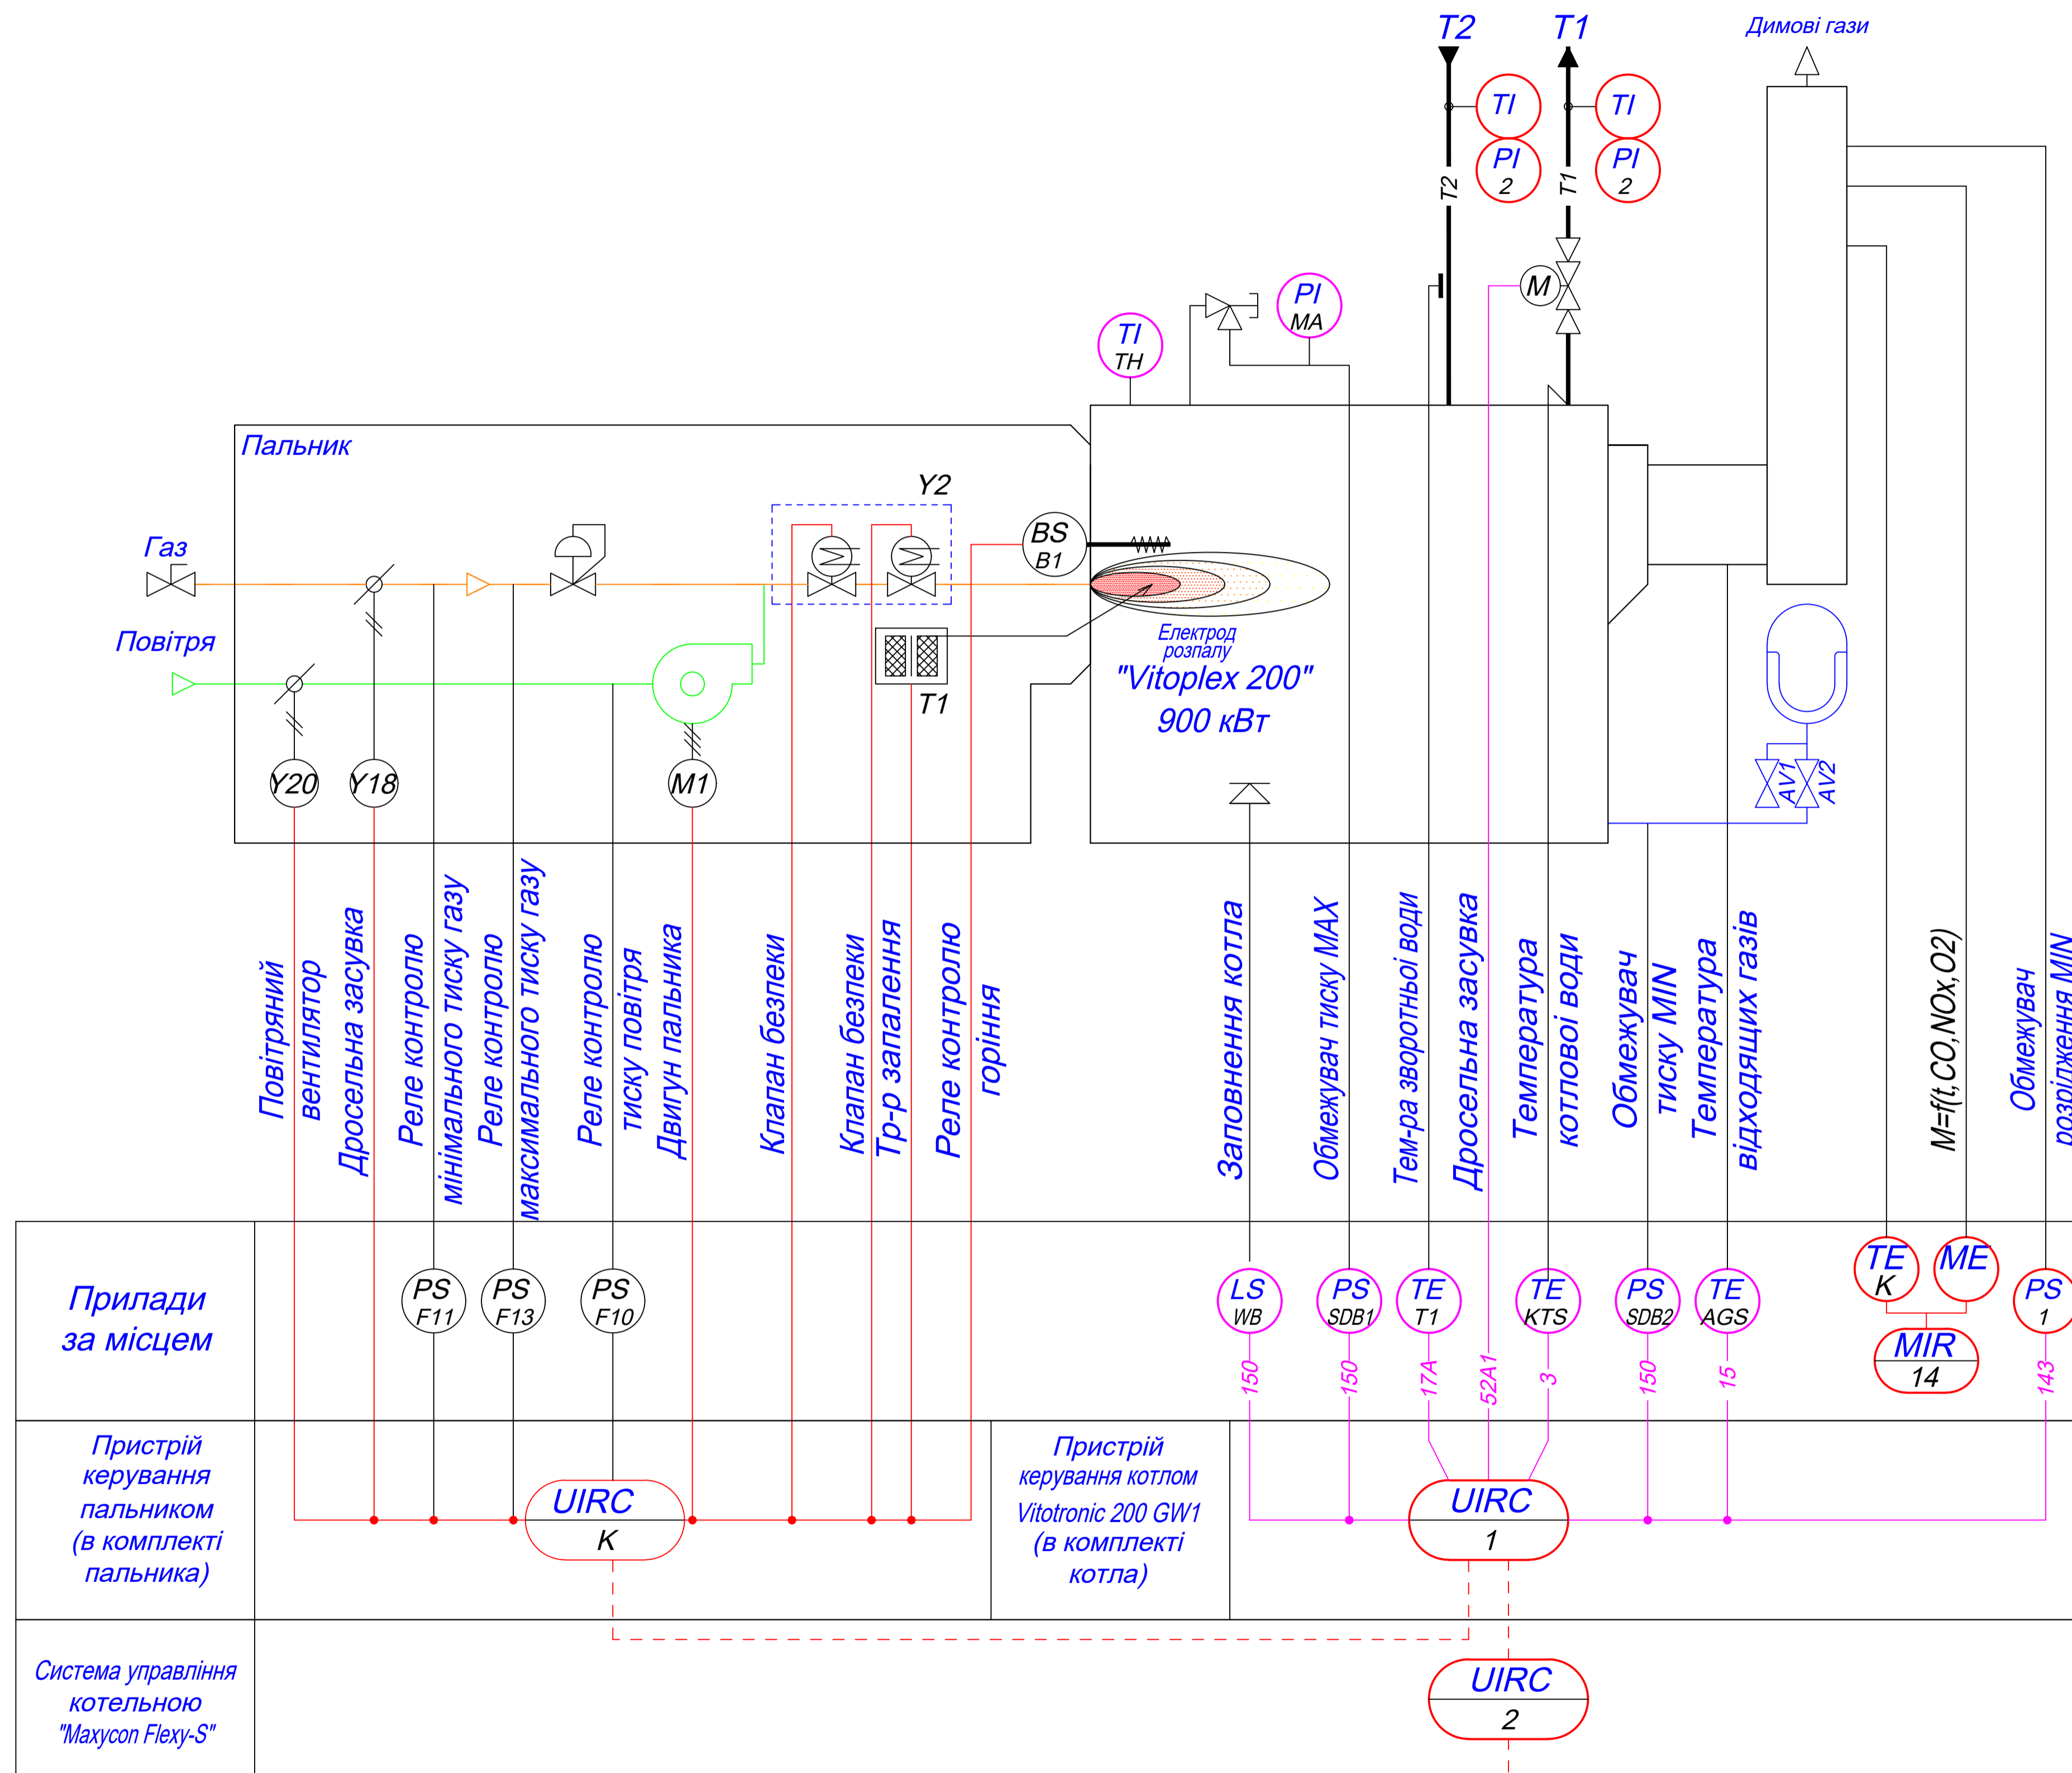 T2
T1
Димові гази
TI
TI
PI
2
PI
2
T2
T1
M
PI
MA
TI
TH
Пальник
Y2
BS
B1
Газ
Повітря
Електрод
розпалу
"Vitoplex 200"
900 кВт
T1
Y20
Y18
M1
AV1
AV2
Повітряний
вентилятор
Дросельна засувка
Реле контролю
мінімального тиску газу
Реле контролю
максимального тиску газу
Реле контролю
тиску повітря
Двигун пальника
Клапан безпеки
Клапан безпеки
Тр-р запалення
Реле контролю
горіння
Заповнення котла
Обмежувач тиску MAX
Тем-ра зворотньоі води
Дросельна засувка
Температура
котлової води
Обмежувач
тиску MIN
Температура
відходящих газів
M=f(t,CO,NOx,O2)
Обмежувач
розрідження MIN
Прилади
за місцем
PS
F11
PS
F13
PS
F10
LS
WB
PS
SDB1
TE
T1
TE
KTS
PS
SDB2
TE
AGS
TE
K
ME
MIR
14
PS
1
150
150
17A
52A1
3
150
15
143
Пристрій
керування
пальником
(в комплекті
пальника)
UIRC
K
Пристрій
керування котлом
Vitotronic 200 GW1
(в комплекті
котла)
UIRC
1
Система управління
котельною
"Maxycon Flexy-S"
UIRC
2